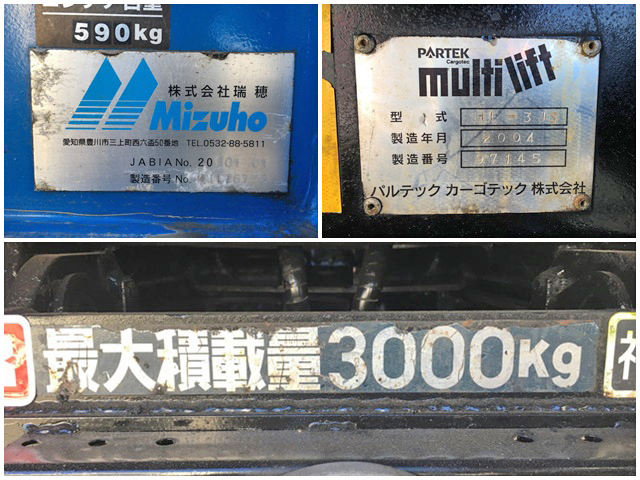 590kg
株式会社瑞穂
Mizuho
愛知県豊川市三上町西六盃50番地 TEL.0532-88-5811
JABIA No. 20
製造番号 No.
PARTEK
Cargotec
multilift
型式
製造年月 2004
製造番号 27145
パルテック カーゴテック 株式会社
最大積載量3000Kg